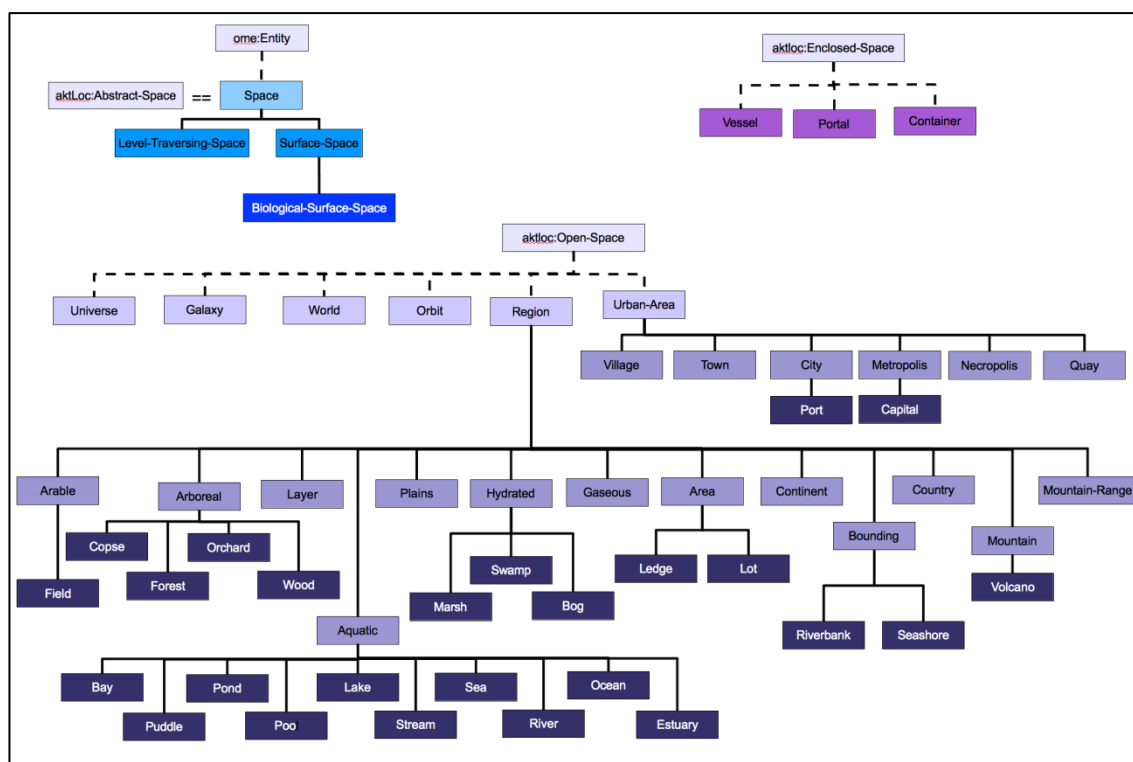 ome:Entity
aktloc:Enclosed-Space
aktLoc:Abstract-Space
==
Space
Vessel
Portal
Container
Level-Traversing-Space
Surface-Space
Biological-Surface-Space
aktloc:Open-Space
Universe
Galaxy
World
Orbit
Region
Urban-Area
Village
Town
City
Metropolis
Necropolis
Quay
Port
Capital
Arable
Arboreal
Layer
Plains
Hydrated
Gaseous
Area
Continent
Country
Mountain-Range
Copse
Orchard
Bounding
Mountain
Field
Forest
Wood
Swamp
Ledge
Lot
Volcano
Marsh
Bog
Aquatic
Riverbank
Seashore
Bay
Pond
Lake
Sea
Ocean
Puddle
Pool
Stream
River
Estuary